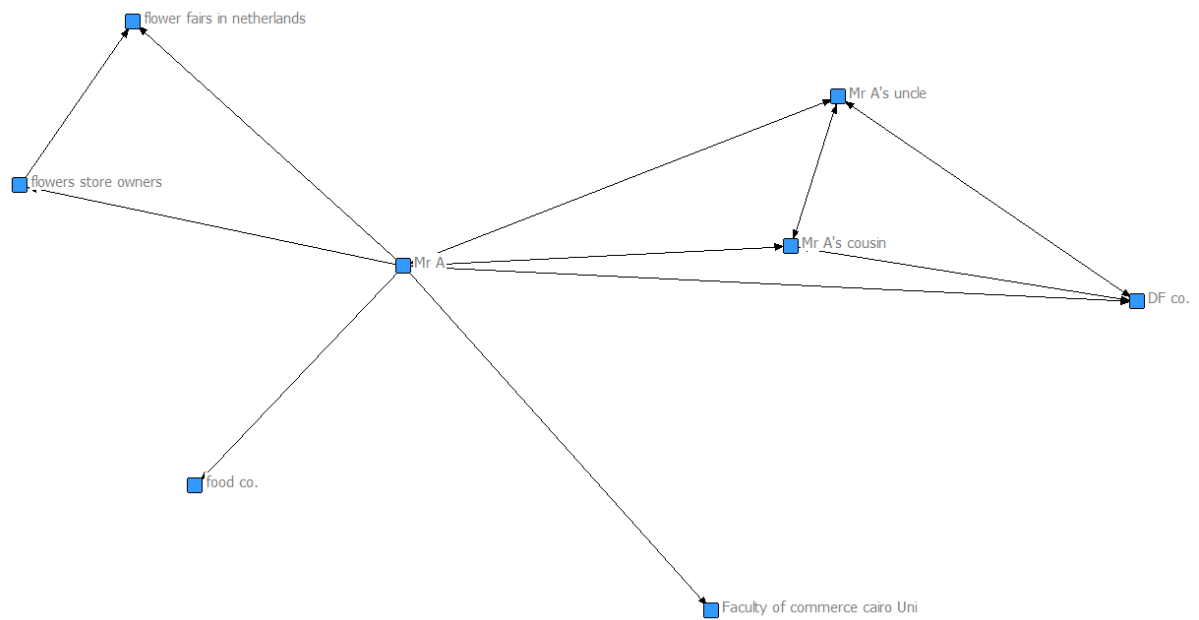 flower fairs in netherlands
Mr A's uncle
flowers store owners
Mr A's cousin
Mr A
DF co.
food co.
Faculty of commerce cairo Uni